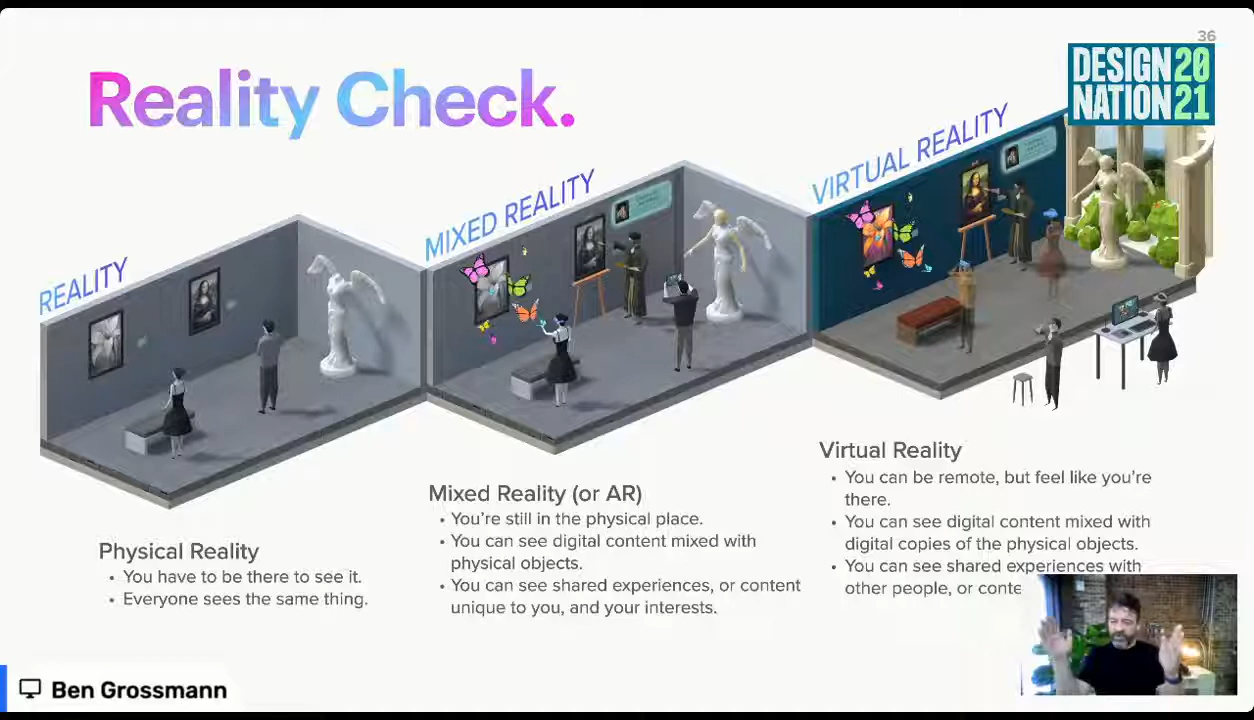 36
DESIGN 20
NATION 21
Reality Check.
REALITY
MIXED REALITY
VIRTUAL REALITY
Physical Reality
• You have to be there to see it.
• Everyone sees the same thing.
Mixed Reality (or AR)
• You're still in the physical place.
• You can see digital content mixed with
physical objects.
• You can see shared experiences, or content
unique to you, and your interests.
Virtual Reality
• You can be remote, but feel like you're
there.
• You can see digital content mixed with
digital copies of the physical objects.
• You can see shared experiences with
other people, or conte
Ben Grossmann